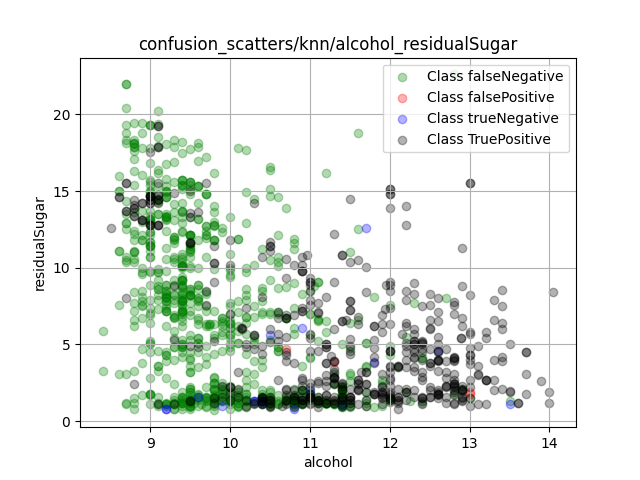 confusion_scatters/knn/alcohol_residualSugar
Class falseNegative
Class falsePositive
Class trueNegative
Class TruePositive
20
15
10
5
0
residualSugar
9 10 11 12 13 14
alcohol